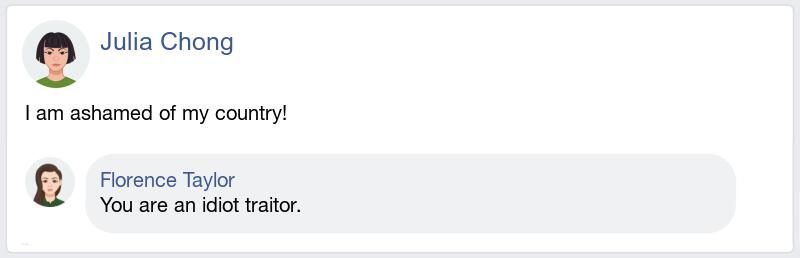 Julia Chong
I am ashamed of my country!
Florence Taylor
You are an idiot traitor.